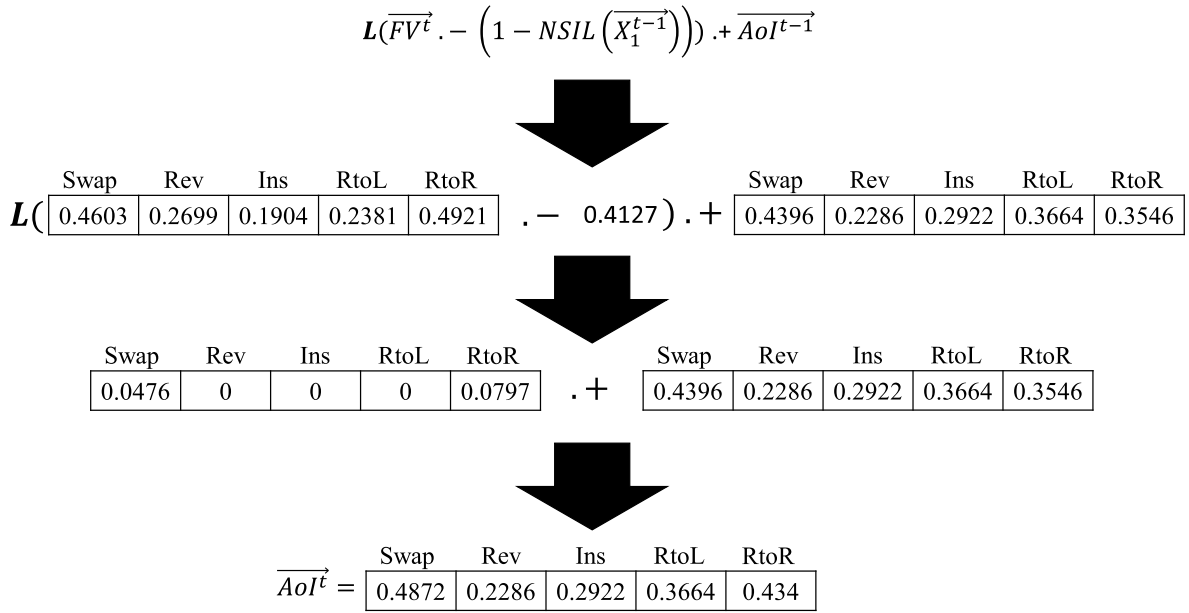 L(FV^t .− (1 − NSIL(X_1^{t−1}))) .+ AoI^{t−1}
Swap Rev Ins RtoL RtoR Swap Rev Ins RtoL RtoR
L( 0.4603 0.2699 0.1904 0.2381 0.4921 .− 0.4127) .+ 0.4396 0.2286 0.2922 0.3664 0.3546
Swap Rev Ins RtoL RtoR Swap Rev Ins RtoL RtoR
0.0476 0 0 0 0.0797 .+ 0.4396 0.2286 0.2922 0.3664 0.3546
Swap Rev Ins RtoL RtoR
AoI^t = 0.4872 0.2286 0.2922 0.3664 0.434